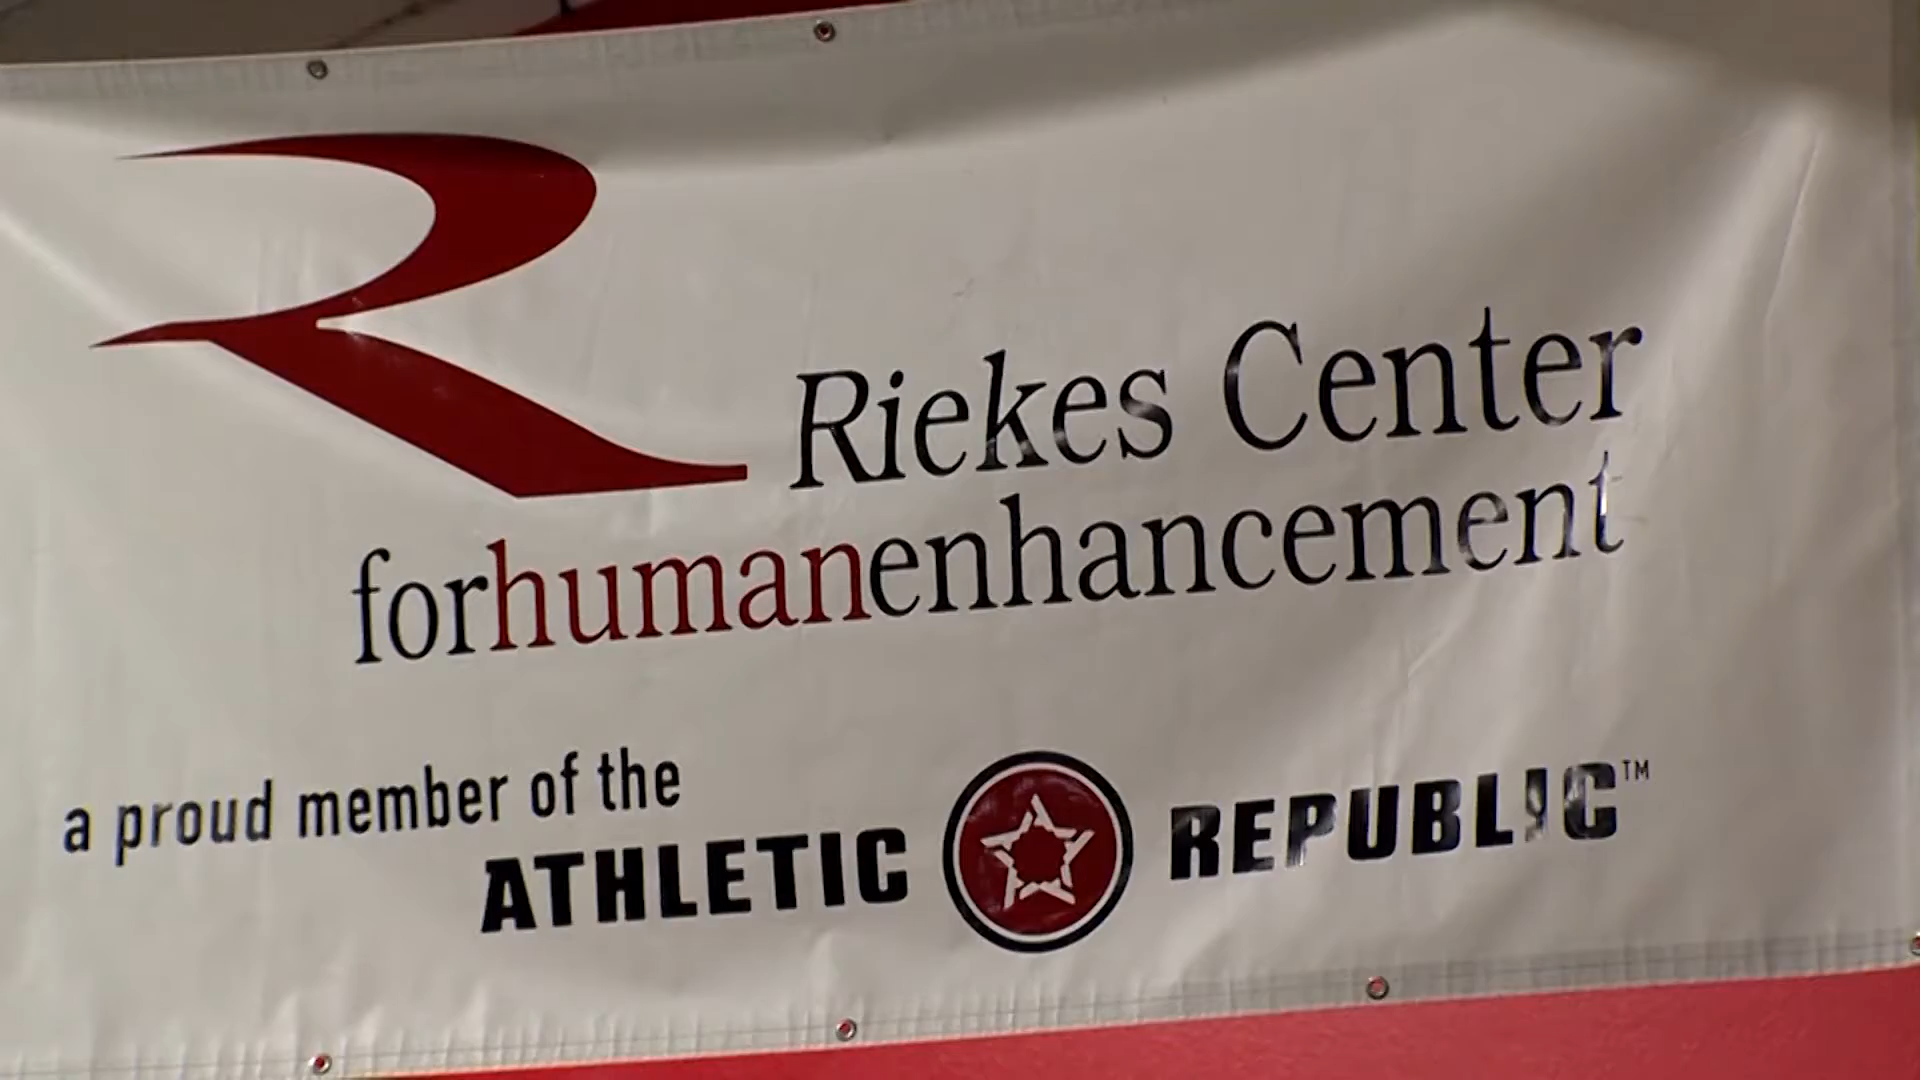 Riekes Center
forhumanenhancement
a proud member of the
ATHLETIC REPUBLIC™